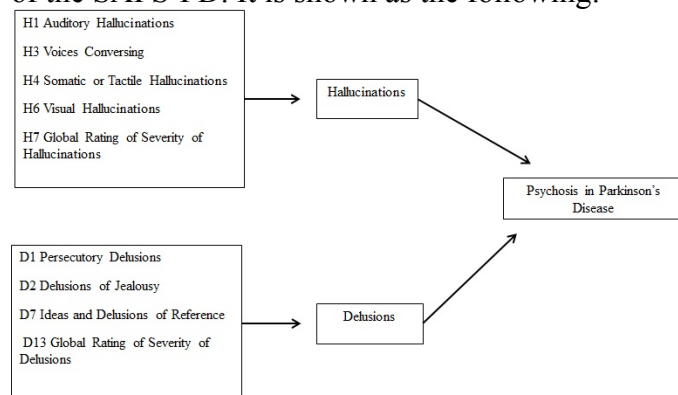 of the SAPS-PD. It is shown as the following:
H1 Auditory Hallucinations
H3 Voices Conversing
H4 Somatic or Tactile Hallucinations
H6 Visual Hallucinations
H7 Global Rating of Severity of
Hallucinations
Hallucinations
Psychosis in Parkinson's
Disease
D1 Persecutory Delusions
D2 Delusions of Jealousy
D7 Ideas and Delusions of Reference
D13 Global Rating of Severity of
Delusions
Delusions